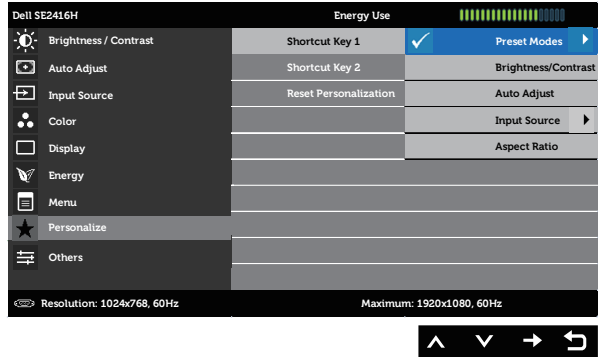 Dell SE2416H Energy Use
Brightness / Contrast Shortcut Key 1 Preset Modes
Auto Adjust Shortcut Key 2 Brightness/Contrast
Input Source Reset Personalization Auto Adjust
Color Input Source
Display Aspect Ratio
Energy
Menu
Personalize
Others
Resolution: 1024x768, 60Hz Maximum: 1920x1080, 60Hz